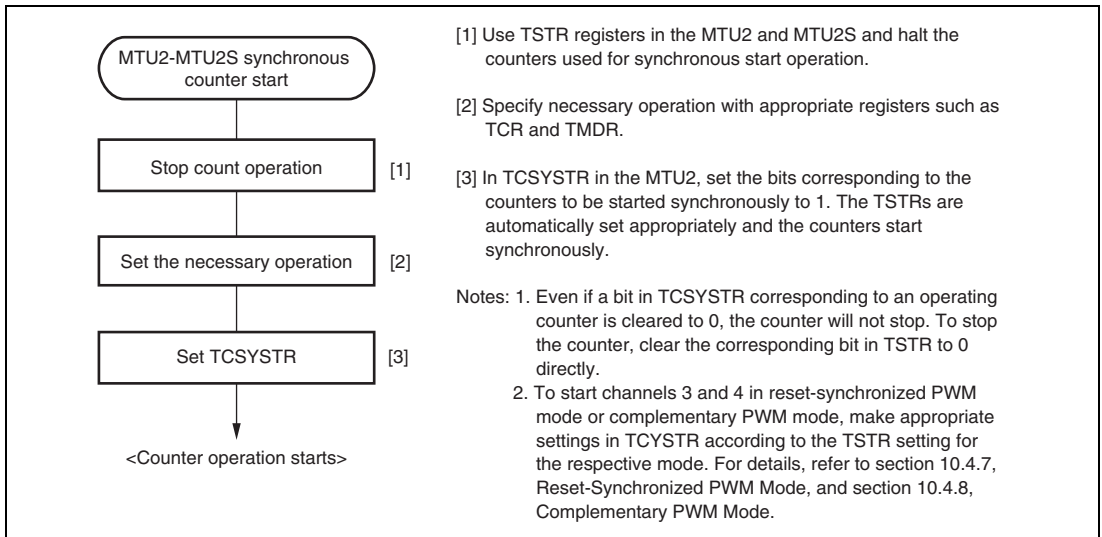 MTU2-MTU2S synchronous
counter start
Stop count operation
[1]
Set the necessary operation
[2]
Set TCSYSTR
[3]
<Counter operation starts>
[1] Use TSTR registers in the MTU2 and MTU2S and halt the
counters used for synchronous start operation.
[2] Specify necessary operation with appropriate registers such as
TCR and TMDR.
[3] In TCSYSTR in the MTU2, set the bits corresponding to the
counters to be started synchronously to 1. The TSTRs are
automatically set appropriately and the counters start
synchronously.
Notes: 1. Even if a bit in TCSYSTR corresponding to an operating
counter is cleared to 0, the counter will not stop. To stop
the counter, clear the corresponding bit in TSTR to 0
directly.
2. To start channels 3 and 4 in reset-synchronized PWM
mode or complementary PWM mode, make appropriate
settings in TCYSTR according to the TSTR setting for
the respective mode. For details, refer to section 10.4.7,
Reset-Synchronized PWM Mode, and section 10.4.8,
Complementary PWM Mode.